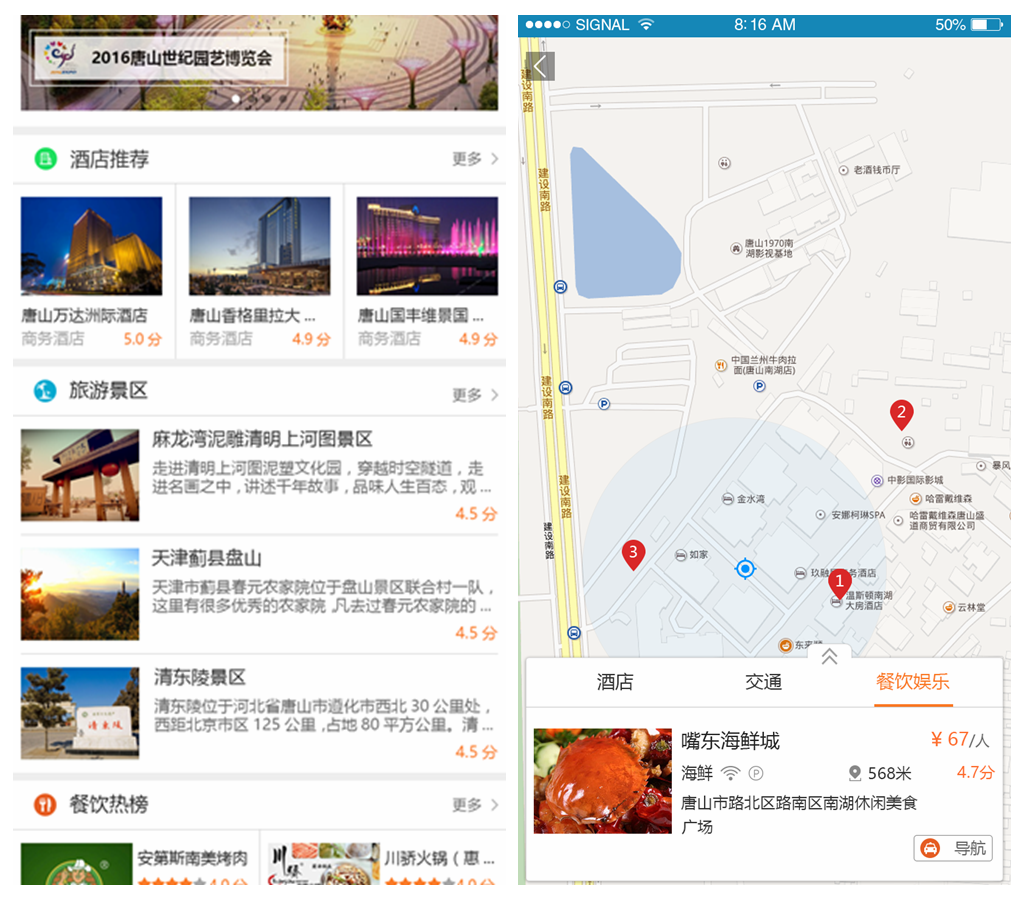 2016唐山世纪园艺博览会
酒店推荐
更多
唐山万达洲际酒店
商务酒店
5.0 分
唐山香格里拉大 ...
商务酒店
4.9 分
唐山国丰维景国 ...
商务酒店
4.9 分
旅游景区
更多
麻龙湾泥雕清明上河图景区
走进清明上河图泥塑文化园，穿越时空隧道，走
进名画之中，讲述千年故事，品味人生百态，观 ...
4.5 分
天津蓟县盘山
天津市蓟县春元农家院位于盘山景区联合村一队，
这里有很多优秀的农家院 ,凡去过春元农家院的 ...
4.5 分
清东陵景区
清东陵位于河北省唐山市遵化市西北 30 公里处，
西距北京市区 125 公里 ,占地 80 平方公里。清 ...
4.5 分
清東陵
餐饮热榜
更多
安第斯南美烤肉
川骄火锅（惠 ...
SIGNAL
8:16 AM
50%
建设南路
建设南路
建设南路
建设南路
建设南路
老酒钱币厅
唐山1970南
湖影视基地
中国兰州牛肉拉
面(唐山南湖店)
P
P
2
暴风
中影国际影城
哈雷戴维森
哈雷戴维森唐山盛
道商贸有限公司
金水湾
安娜柯琳SPA
3
如家
1
温斯顿南湖
大房酒店
云林堂
酒店
交通
餐饮娱乐
嘴东海鲜城
¥ 67/人
海鲜
P
568米
4.7分
唐山市路北区路南区南湖休闲美食
广场
导航